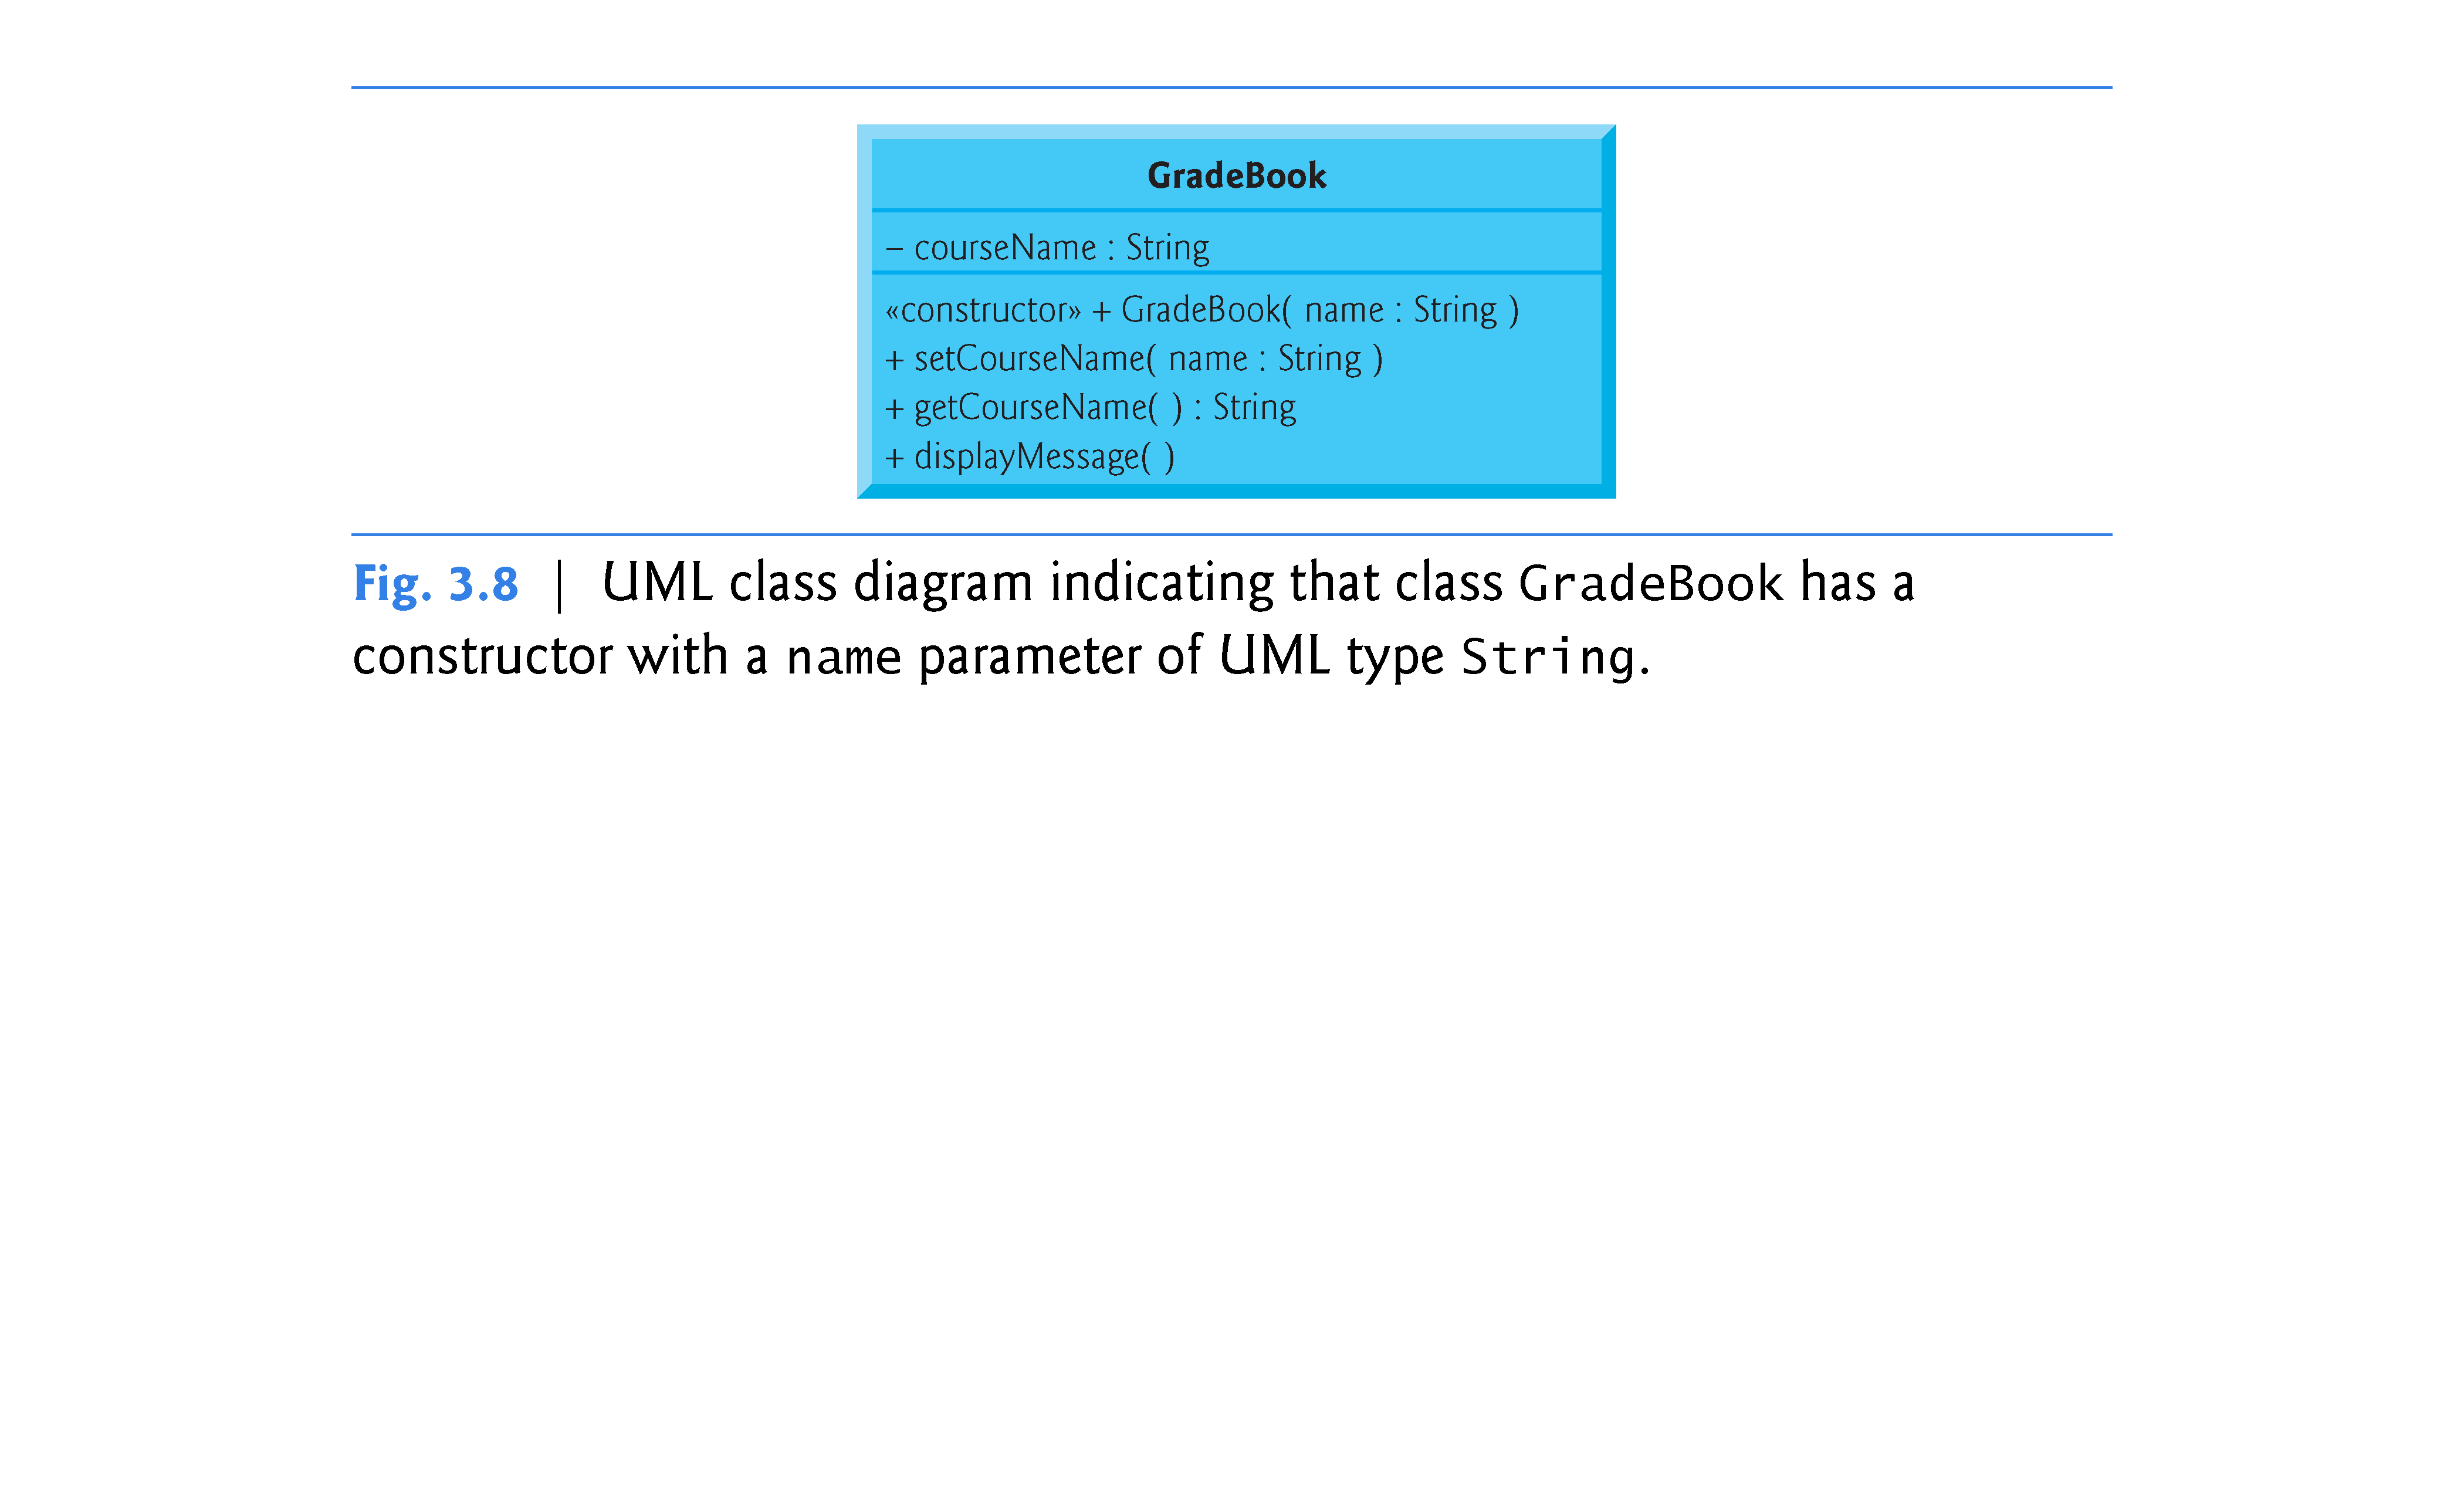 GradeBook
– courseName : String
«constructor» + GradeBook( name : String )
+ setCourseName( name : String )
+ getCourseName( ) : String
+ displayMessage( )
Fig. 3.8 | UML class diagram indicating that class GradeBook has a
constructor with a name parameter of UML type String.